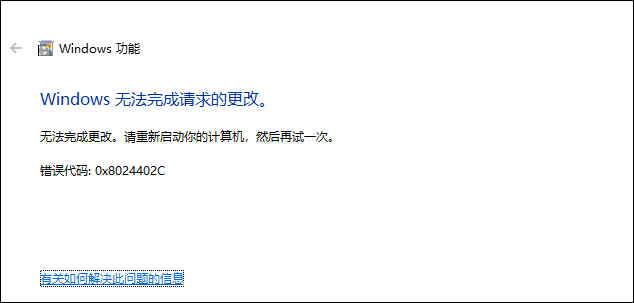 Windows 功能
Windows 无法完成请求的更改。
无法完成更改。请重新启动你的计算机，然后再试一次。
错误代码: 0x8024402C
有关如何解决此问题的信息